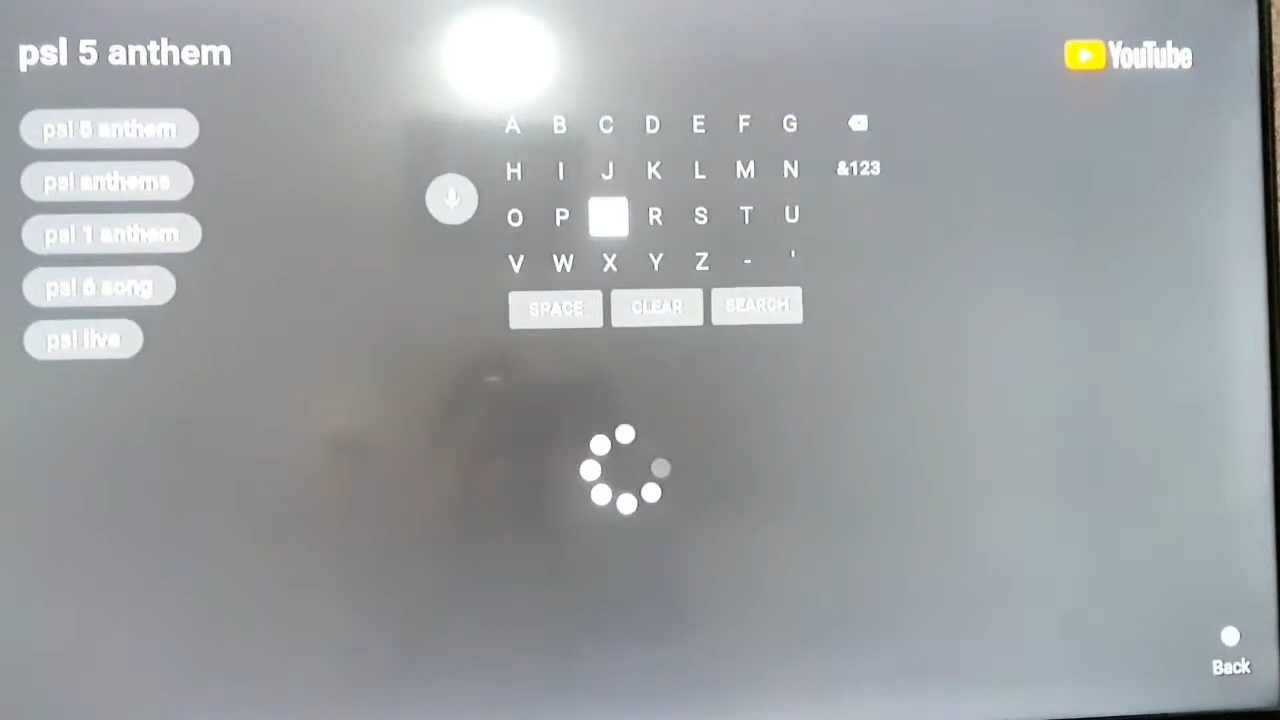 psl 5 anthem
YouTube
psl 5 anthem
psl anthems
psl 1 anthem
psl 6 song
psl live
A B C D E F G
H I J K L M N &123
O P R S T U
V W X Y Z - '
SPACE CLEAR SEARCH
Back